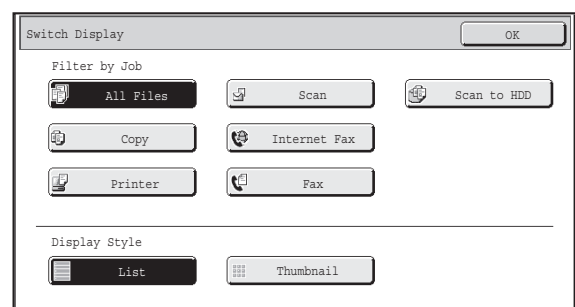 Switch Display OK
Filter by Job
All Files Scan Scan to HDD
Copy Internet Fax
Printer Fax
Display Style
List Thumbnail